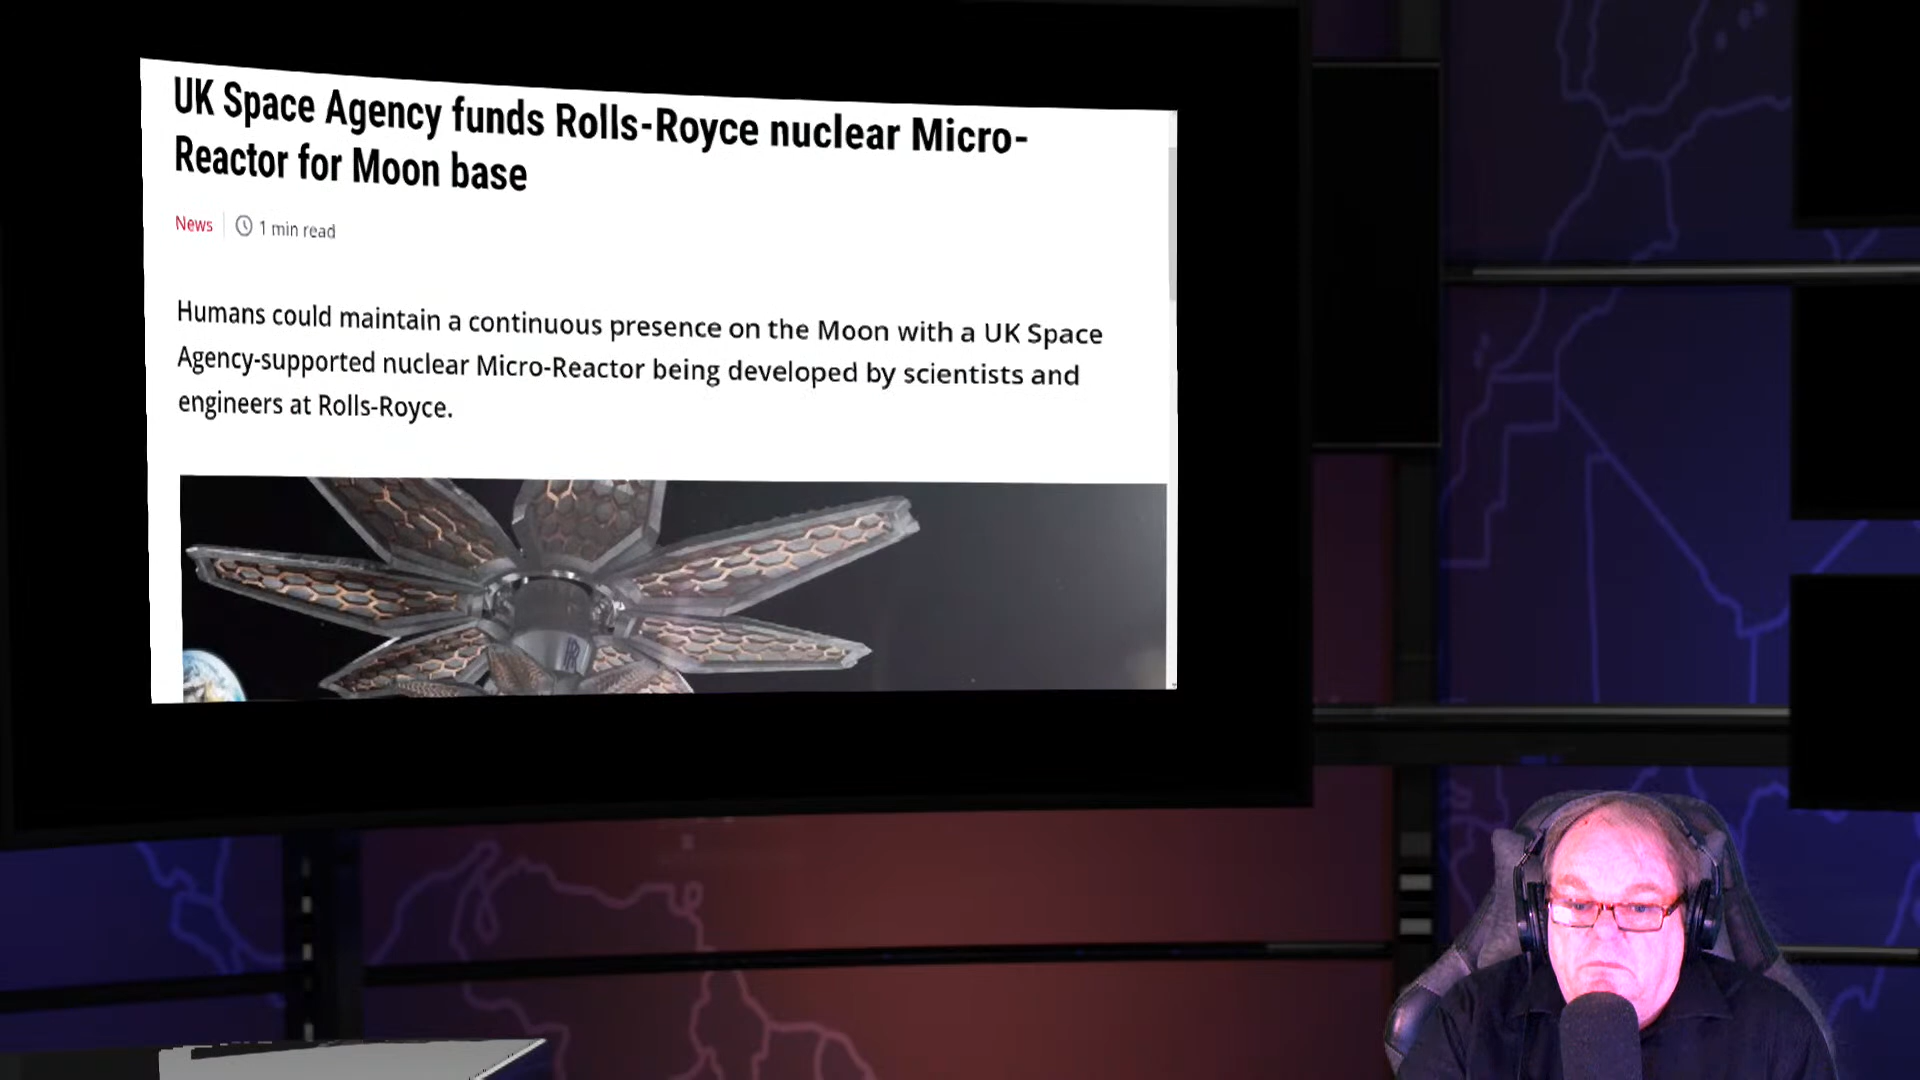 UK Space Agency funds Rolls-Royce nuclear Micro-
Reactor for Moon base
News
1 min read
Humans could maintain a continuous presence on the Moon with a UK Space
Agency-supported nuclear Micro-Reactor being developed by scientists and
engineers at Rolls-Royce.